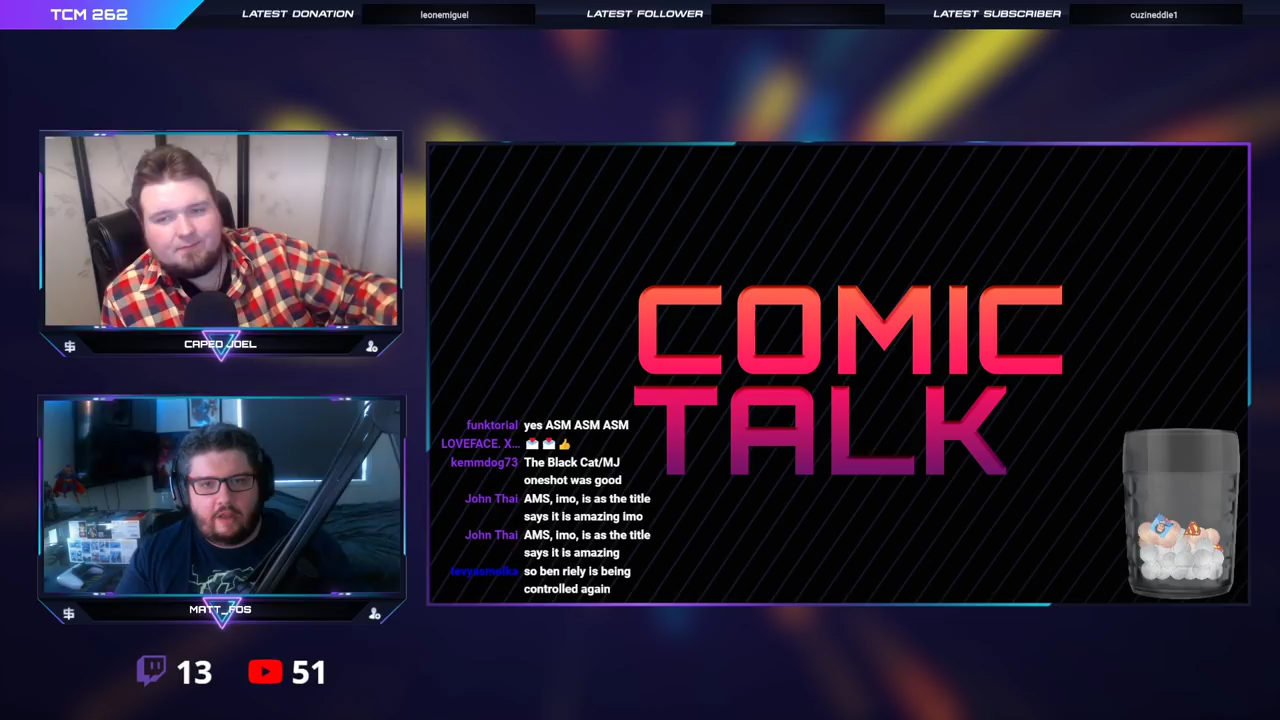 TCM 262
LATEST DONATION
leonemiguel
LATEST FOLLOWER
LATEST SUBSCRIBER
cuzineddie1
CAPED JOEL
MATT_FOS
13
51
COMIC
TALK
funktorial yes ASM ASM ASM
LOVEFACE. X...
kemmdog73 The Black Cat/MJ
oneshot was good
John Thai AMS, imo, is as the title
says it is amazing imo
John Thai AMS, imo, is as the title
says it is amazing
levyasmolka so ben riely is being
controlled again